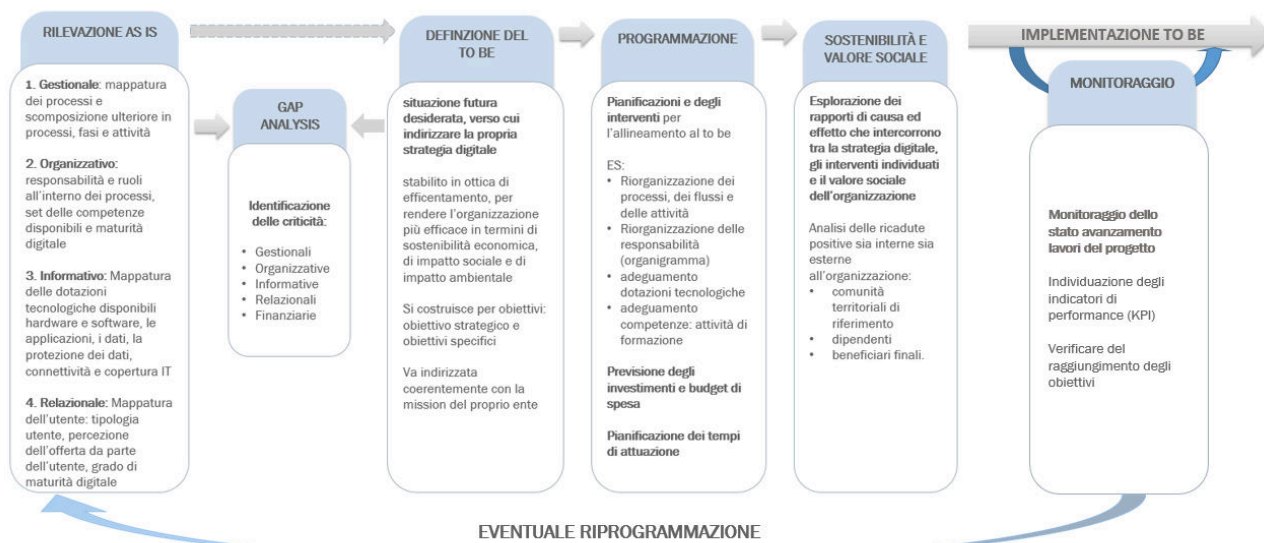 RILEVAZIONE AS IS
1. Gestionale: mappatura
dei processi e
scomposizione ulteriore in
processi, fasi e attività
2. Organizzativo:
responsabilità e ruoli
all'interno dei processi,
set delle competenze
disponibili e maturità
digitale
3. Informativo: Mappatura
delle dotazioni
tecnologiche disponibili
hardware e software, le
applicazioni, i dati, la
protezione dei dati,
connettività e copertura IT
4. Relazionale: Mappatura
dell'utente: tipologia
utente, percezione
dell'offerta da parte
dell'utente, grado di
maturità digitale
GAP
ANALYSIS
Identificazione
delle criticità:
• Gestionali
• Organizzative
• Informative
• Relazionali
• Finanziarie
DEFINZIONE DEL
TO BE
situazione futura
desiderata, verso cui
indirizzare la propria
strategia digitale
stabilito in ottica di
efficentamento, per
rendere l'organizzazione
più efficace in termini di
sostenibilità economica,
di impatto sociale e di
impatto ambientale
Si costruisce per obiettivi:
obiettivo strategico e
obiettivi specifici
Va indirizzata
coerentemente con la
mission del proprio ente
PROGRAMMAZIONE
Pianificazioni e degli
interventi per
l'allineamento al to be
ES:
• Riorganizzazione dei
processi, dei flussi e
delle attività
• Riorganizzazione delle
responsabilità
(organigramma)
• adeguamento
dotazioni tecnologiche
• adeguamento
competenze: attività di
formazione
Previsione degli
investimenti e budget di
spesa
Pianificazione dei tempi
di attuazione
SOSTENIBILITÀ E
VALORE SOCIALE
Esplorazione dei
rapporti di causa ed
effetto che intercorrono
tra la strategia digitale,
gli interventi individuati
e il valore sociale
dell'organizzazione
Analisi delle ricadute
positive sia interne sia
esterne
all'organizzazione:
• comunità
territoriali di
riferimento
• dipendenti
• beneficiari finali.
IMPLEMENTAZIONE TO BE
MONITORAGGIO
Monitoraggio dello
stato avanzamento
lavori del progetto
Individuazione degli
indicatori di
performance (KPI)
Verificare del
raggiungimento degli
obiettivi
EVENTUALE RIPROGRAMMAZIONE